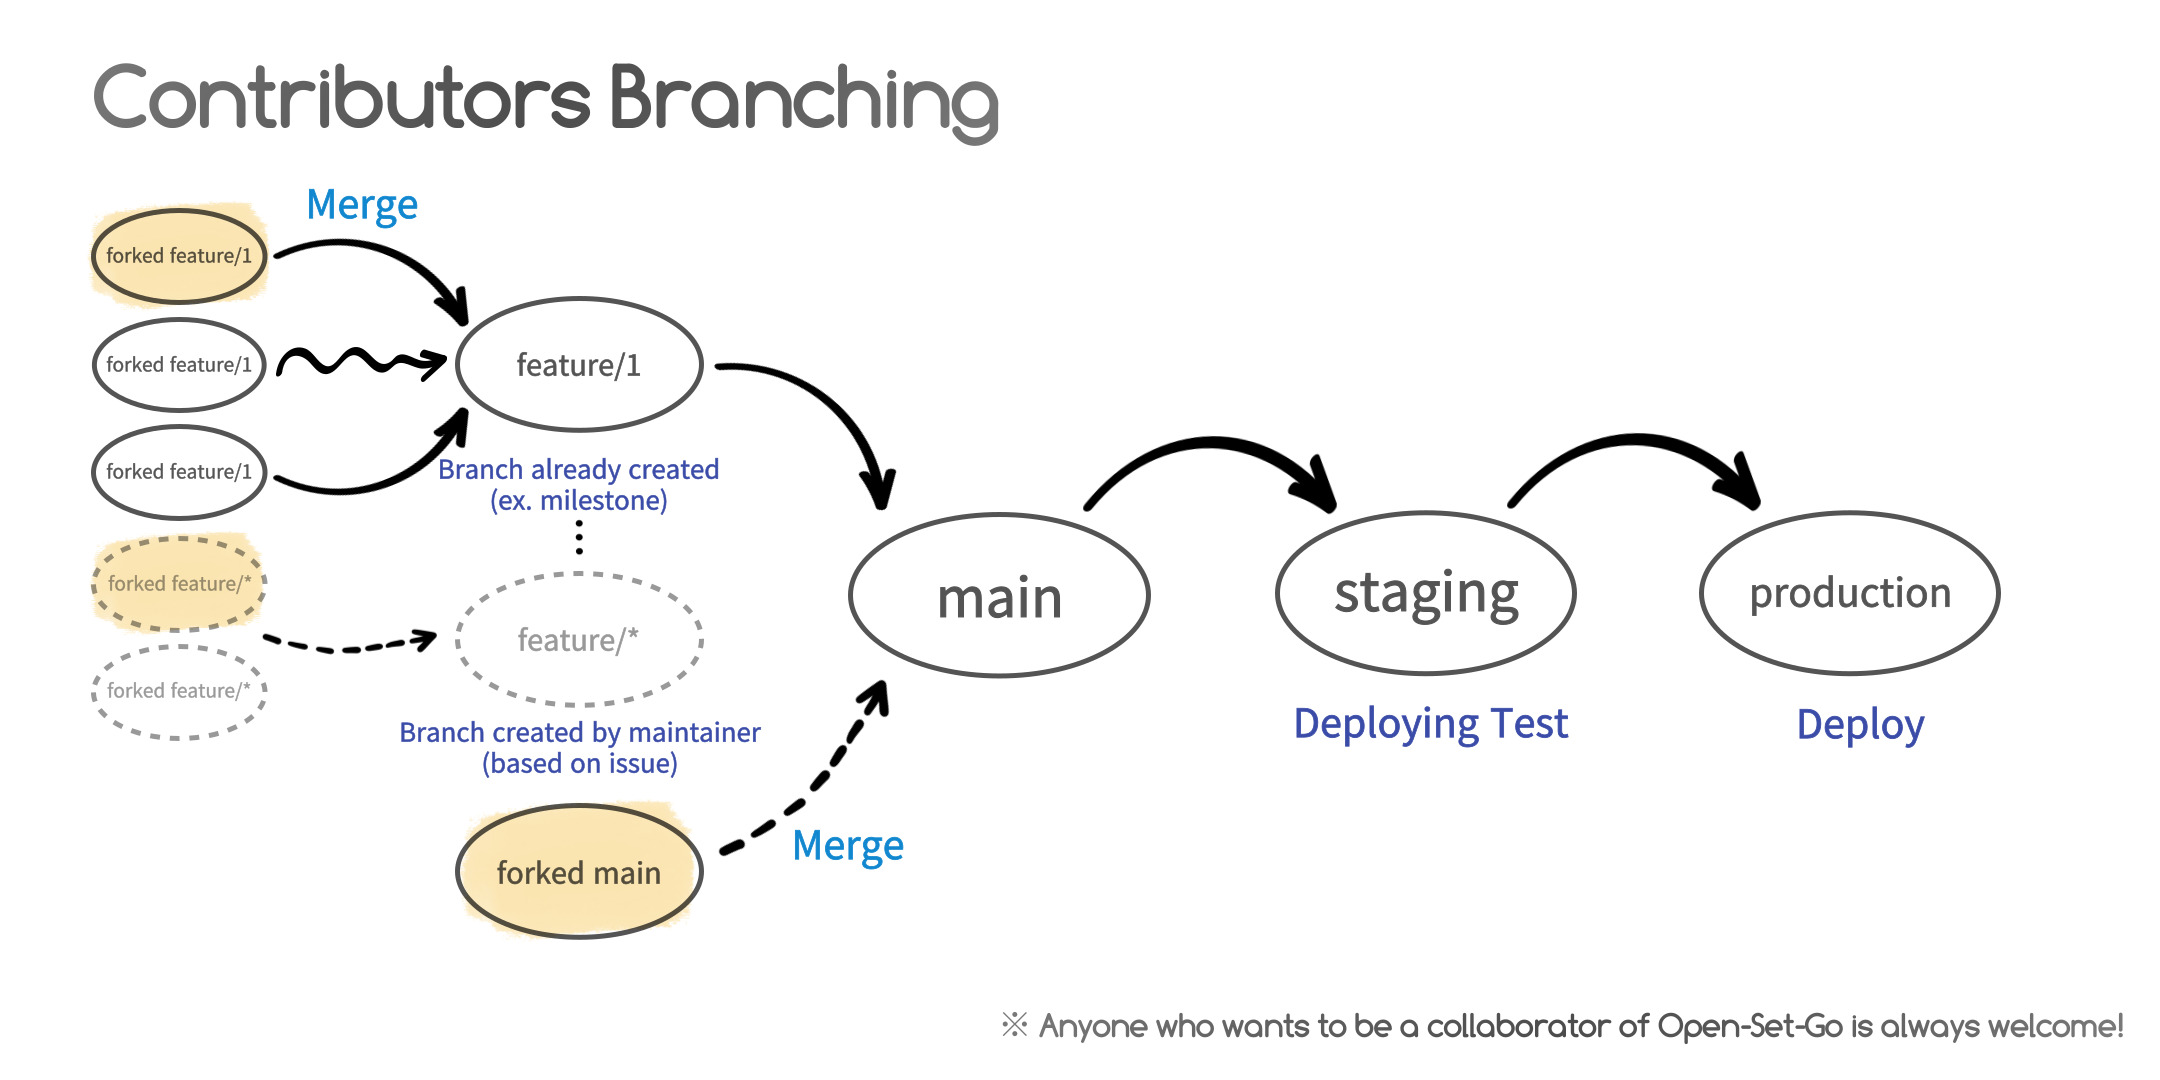 Contributors Branching
Merge
forked feature/1
forked feature/1
forked feature/1
forked feature/*
forked feature/*
feature/1
Branch already created
(ex. milestone)
feature/*
Branch created by maintainer
(based on issue)
forked main
Merge
main
staging
Deploying Test
production
Deploy
※ Anyone who wants to be a collaborator of Open-Set-Go is always welcome!